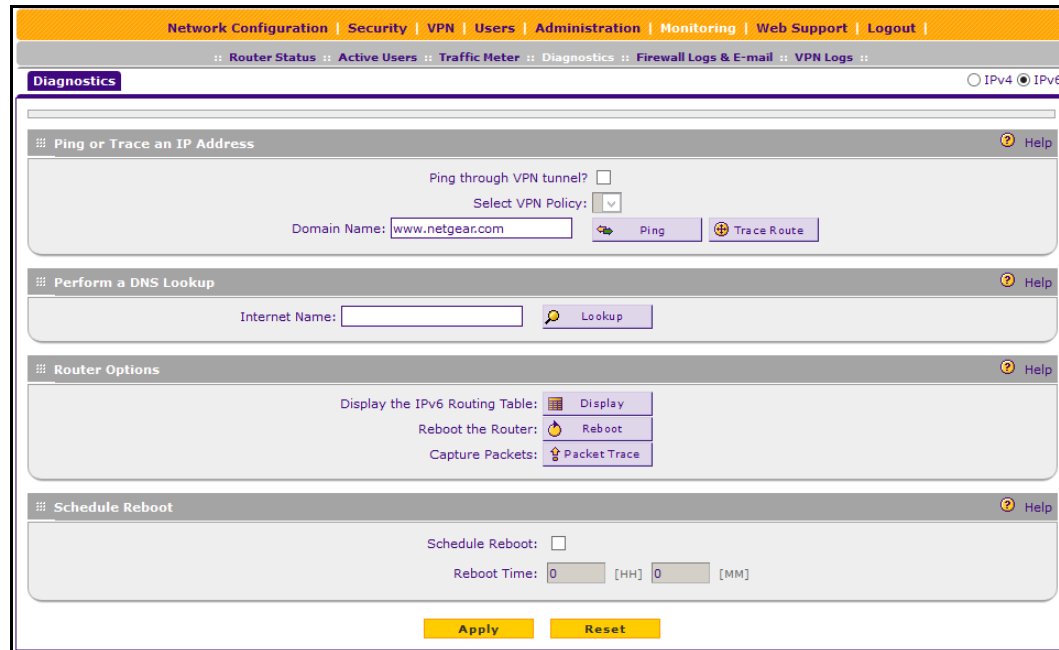 Network Configuration | Security | VPN | Users | Administration | Monitoring | Web Support | Logout |
:: Router Status :: Active Users :: Traffic Meter :: Diagnostics :: Firewall Logs & E-mail :: VPN Logs ::
Diagnostics IPv4 IPv6
Ping or Trace an IP Address Help
Ping through VPN tunnel?
Select VPN Policy:
Domain Name: www.netgear.com Ping Trace Route
Perform a DNS Lookup Help
Internet Name: Lookup
Router Options Help
Display the IPv6 Routing Table: Display
Reboot the Router: Reboot
Capture Packets: Packet Trace
Schedule Reboot Help
Schedule Reboot:
Reboot Time: 0 [HH] 0 [MM]
Apply Reset